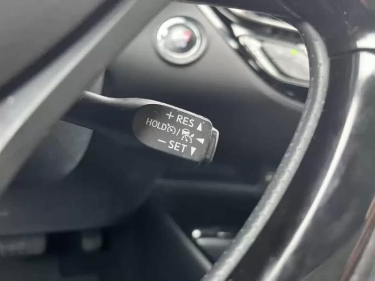 + RES ▲
HOLD / ◀
− SET ▼